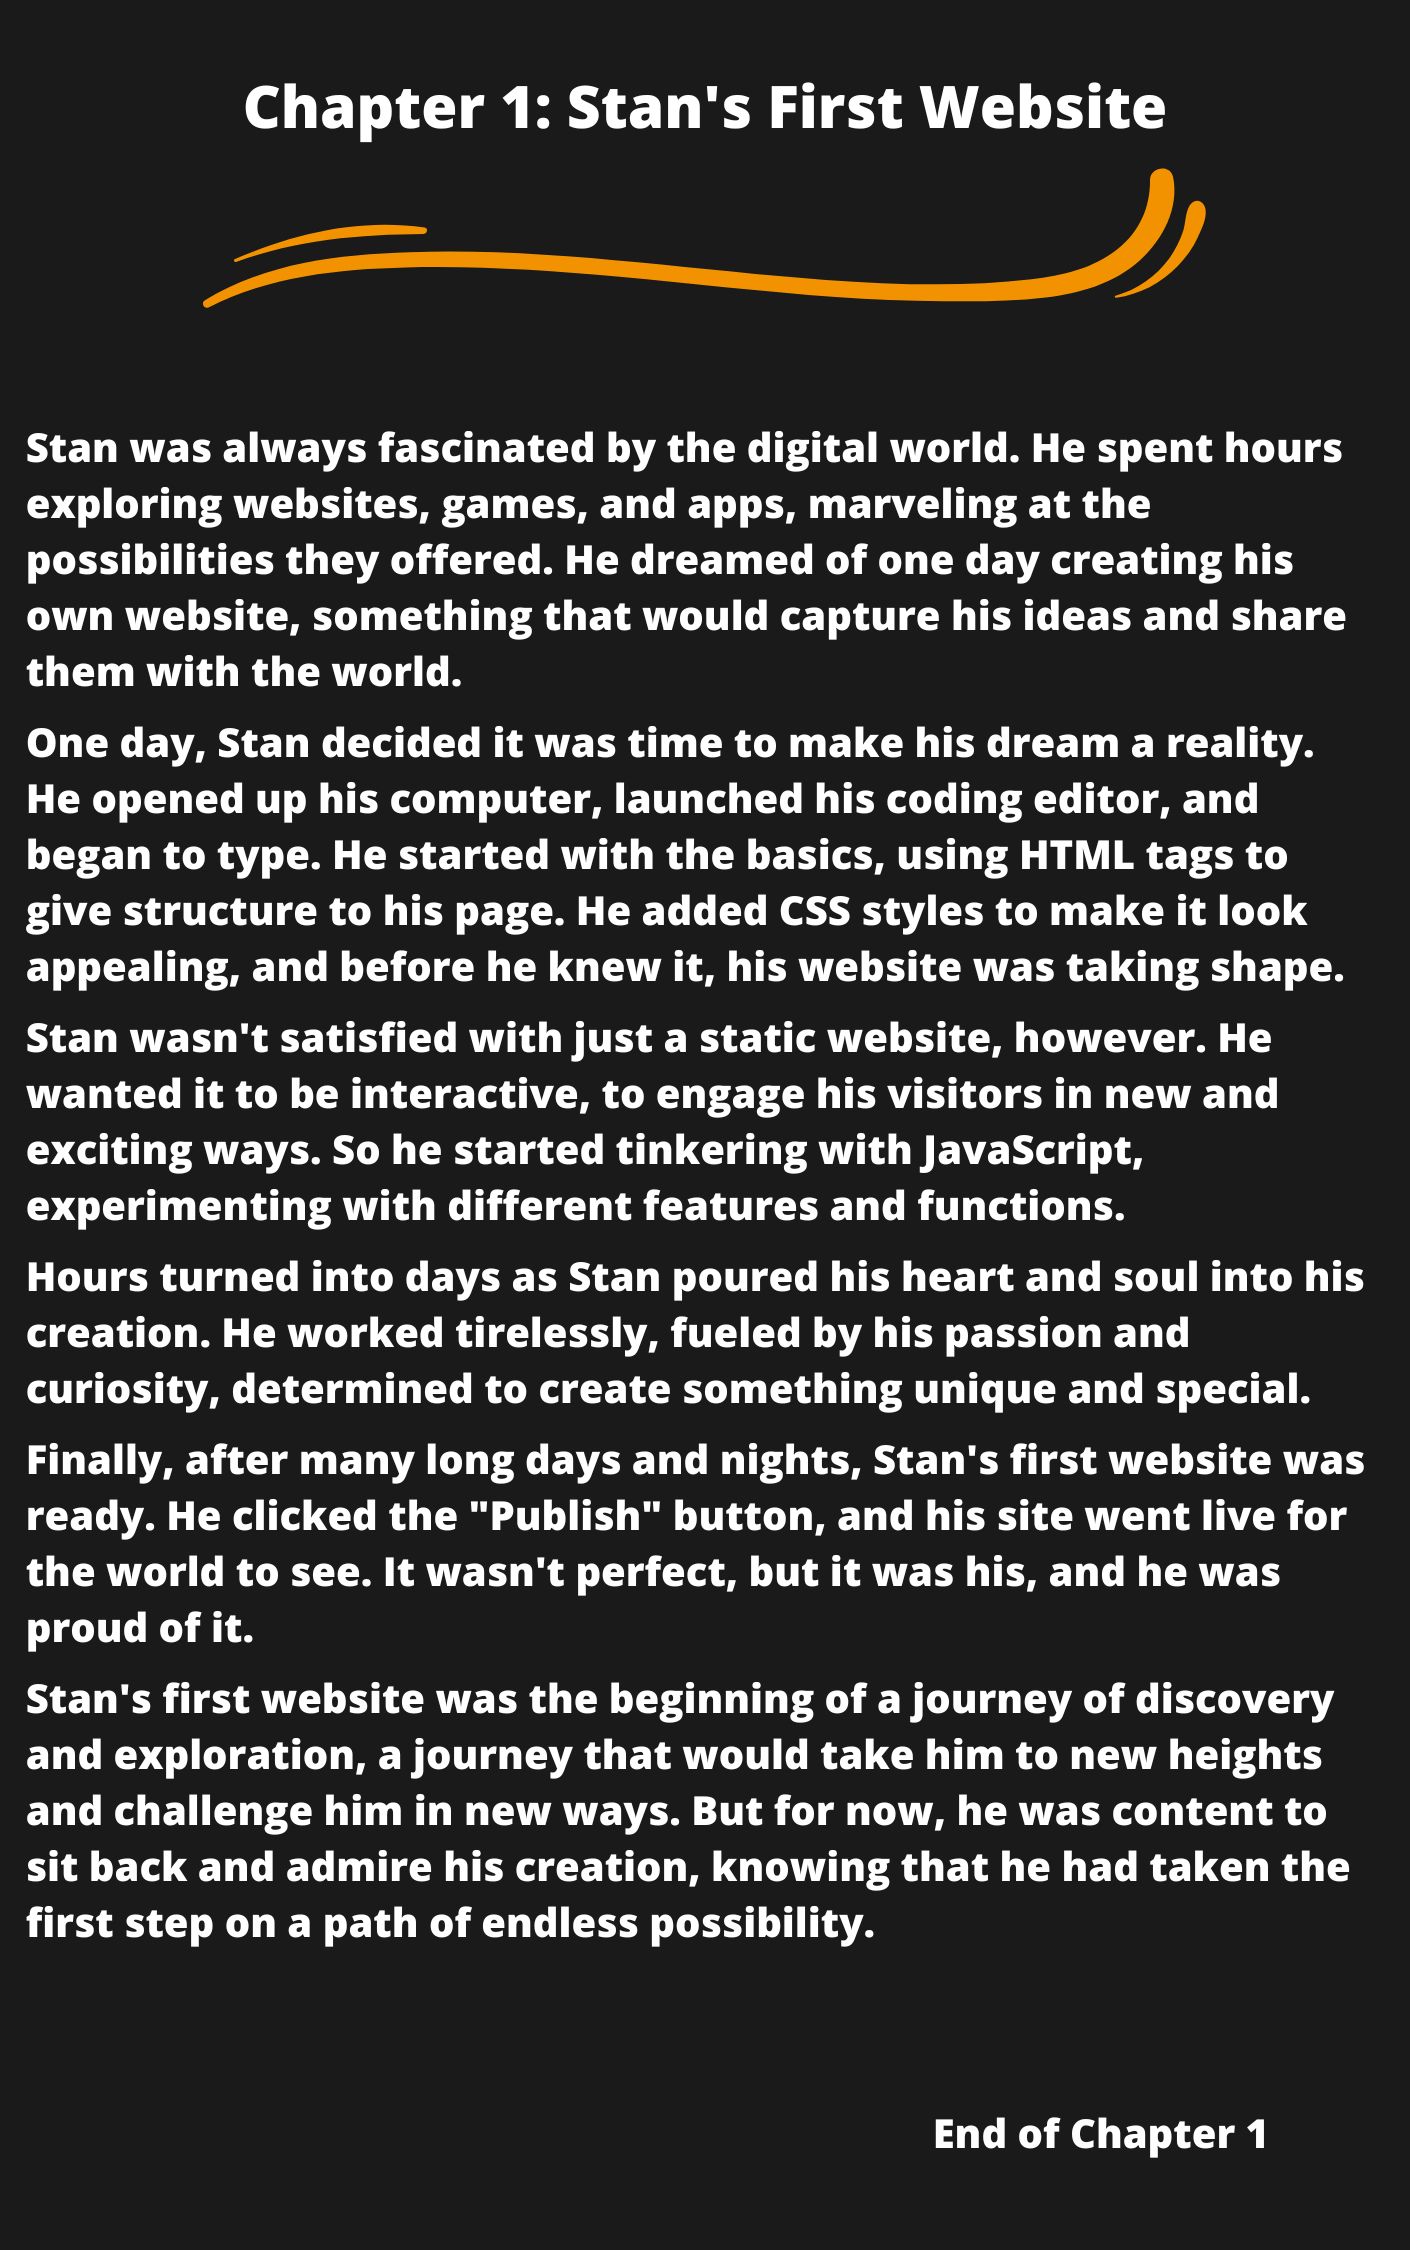 Chapter 1: Stan's First Website
Stan was always fascinated by the digital world. He spent hours
exploring websites, games, and apps, marveling at the
possibilities they offered. He dreamed of one day creating his
own website, something that would capture his ideas and share
them with the world.
One day, Stan decided it was time to make his dream a reality.
He opened up his computer, launched his coding editor, and
began to type. He started with the basics, using HTML tags to
give structure to his page. He added CSS styles to make it look
appealing, and before he knew it, his website was taking shape.
Stan wasn't satisfied with just a static website, however. He
wanted it to be interactive, to engage his visitors in new and
exciting ways. So he started tinkering with JavaScript,
experimenting with different features and functions.
Hours turned into days as Stan poured his heart and soul into his
creation. He worked tirelessly, fueled by his passion and
curiosity, determined to create something unique and special.
Finally, after many long days and nights, Stan's first website was
ready. He clicked the "Publish" button, and his site went live for
the world to see. It wasn't perfect, but it was his, and he was
proud of it.
Stan's first website was the beginning of a journey of discovery
and exploration, a journey that would take him to new heights
and challenge him in new ways. But for now, he was content to
sit back and admire his creation, knowing that he had taken the
first step on a path of endless possibility.
End of Chapter 1